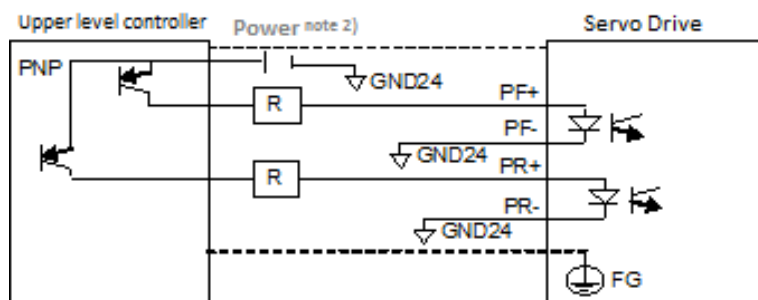 Upper level controller
Power note 2)
Servo Drive
PNP
GND24
R
PF+
PF-
GND24
R
PR+
PR-
GND24
FG